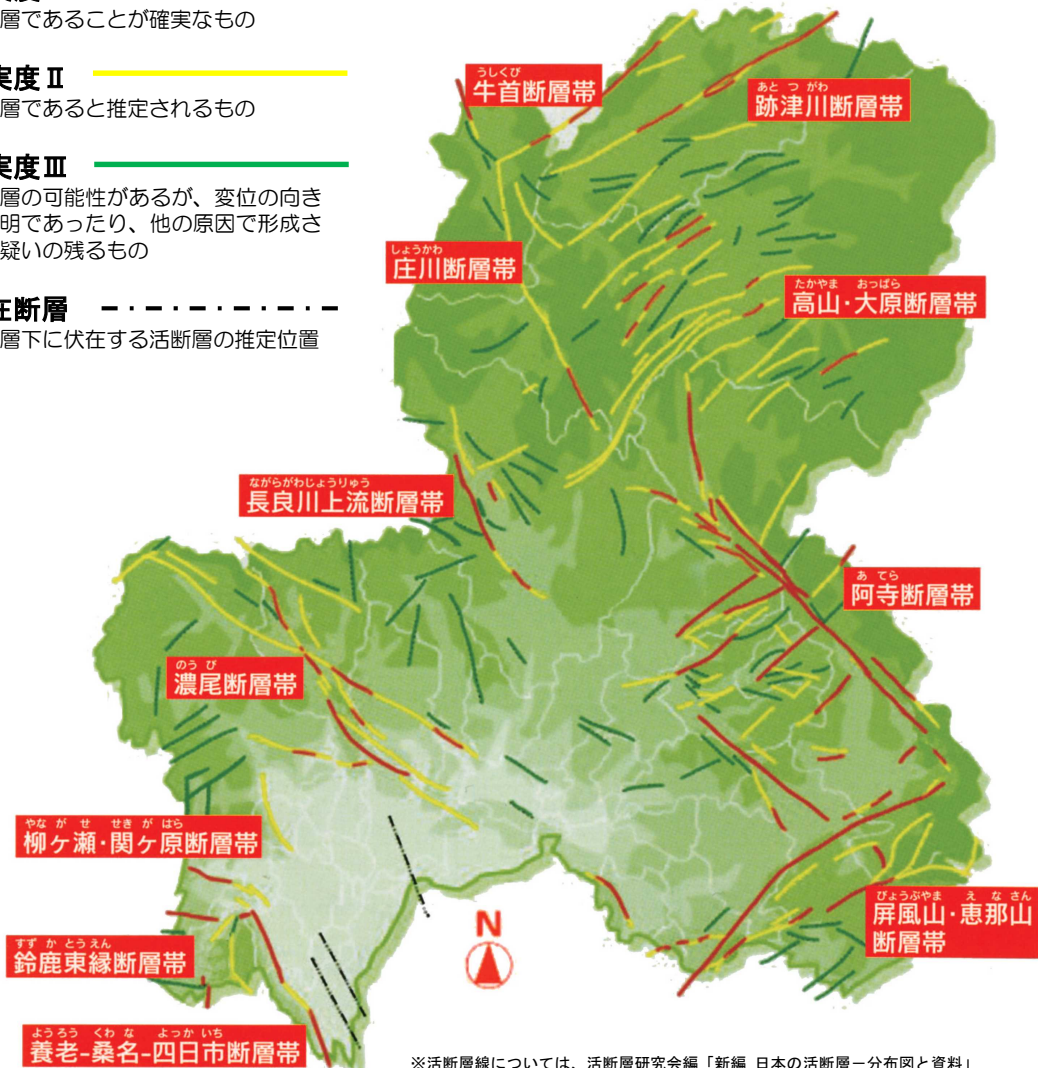 層であることが確実なもの
実度Ⅱ
層であると推定されるもの
実度Ⅲ
層の可能性があるが、変位の向き
明であったり、他の原因で形成さ
疑いの残るもの
在断層
層下に伏在する活断層の推定位置
うしくび
牛首断層帯
あとつがわ
跡津川断層帯
しょうかわ
庄川断層帯
たかやま おっぱら
高山・大原断層帯
ながらがわじょうりゅう
長良川上流断層帯
あてら
阿寺断層帯
のうび
濃尾断層帯
やながせ せきがはら
柳ヶ瀬・関ヶ原断層帯
びょうぶやま えなさん
屏風山・恵那山
断層帯
すずかとうえん
鈴鹿東縁断層帯
ようろう くわな よっかいち
養老-桑名-四日市断層帯
N
※活断層線については、活断層研究会編「新編 日本の活断層－分布図と資料」